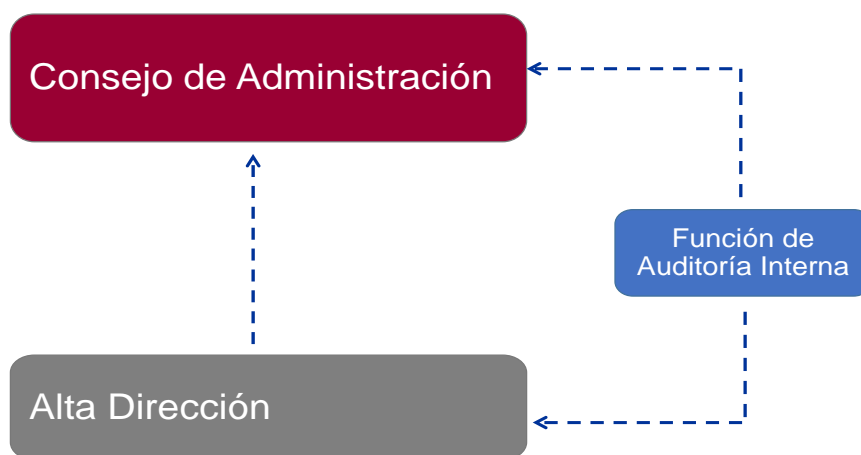 Consejo de Administración
Función de
Auditoría Interna
Alta Dirección